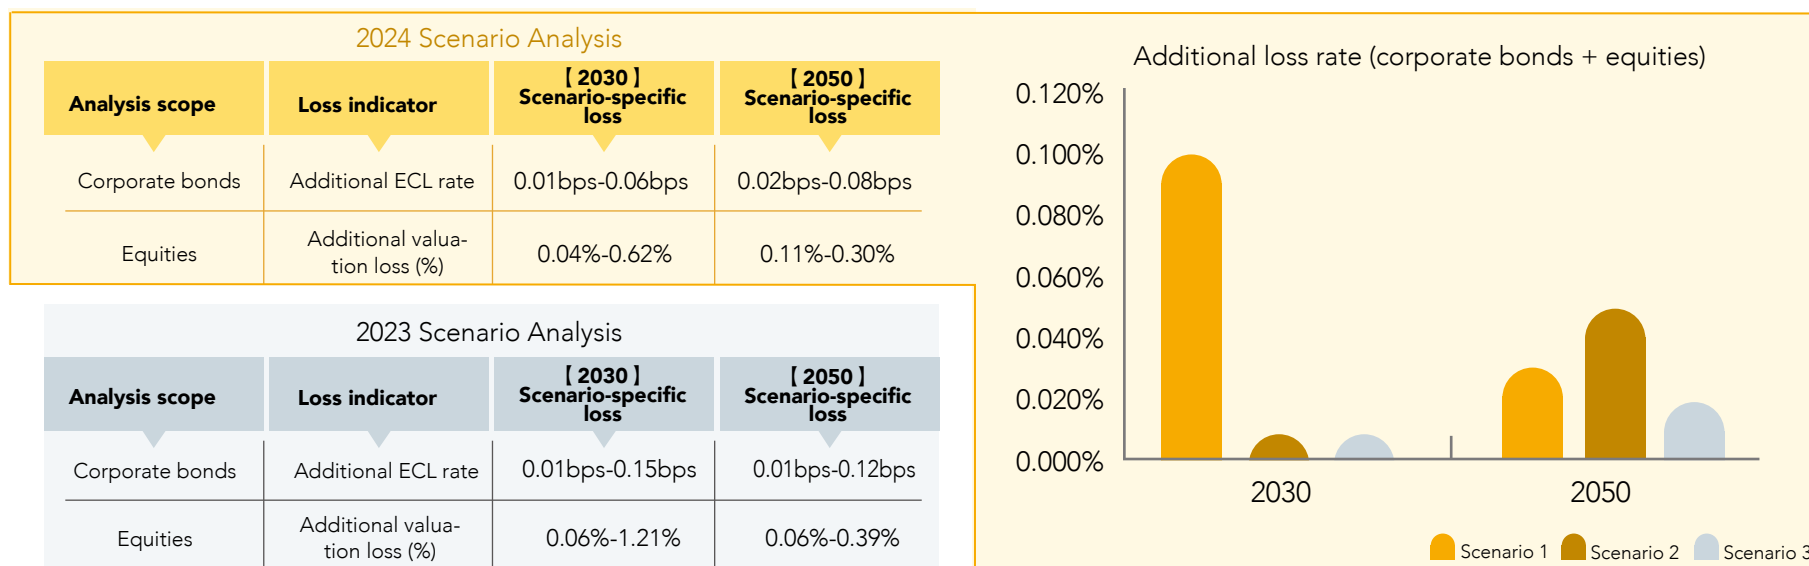 2024 Scenario Analysis
Analysis scope
Loss indicator
【2030】
Scenario-specific
loss
【2050】
Scenario-specific
loss
Corporate bonds
Additional ECL rate
0.01bps-0.06bps
0.02bps-0.08bps
Equities
Additional valua-
tion loss (%)
0.04%-0.62%
0.11%-0.30%
2023 Scenario Analysis
Analysis scope
Loss indicator
【2030】
Scenario-specific
loss
【2050】
Scenario-specific
loss
Corporate bonds
Additional ECL rate
0.01bps-0.15bps
0.01bps-0.12bps
Equities
Additional valua-
tion loss (%)
0.06%-1.21%
0.06%-0.39%
Additional loss rate (corporate bonds + equities)
0.120%
0.100%
0.080%
0.060%
0.040%
0.020%
0.000%
2030
2050
Scenario 1
Scenario 2
Scenario 3